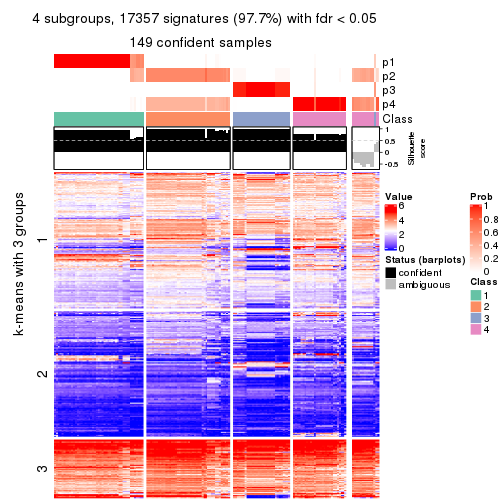 4 subgroups, 17357 signatures (97.7%) with fdr < 0.05
149 confident samples
p1
p2
p3
p4
Class
1
0.5
0
-0.5
Silhouette
score
k-means with 3 groups
1
2
3
Value
6
4
2
0
Status (barplots)
confident
ambiguous
Prob
1
0.8
0.6
0.4
0.2
0
Class
1
2
3
4